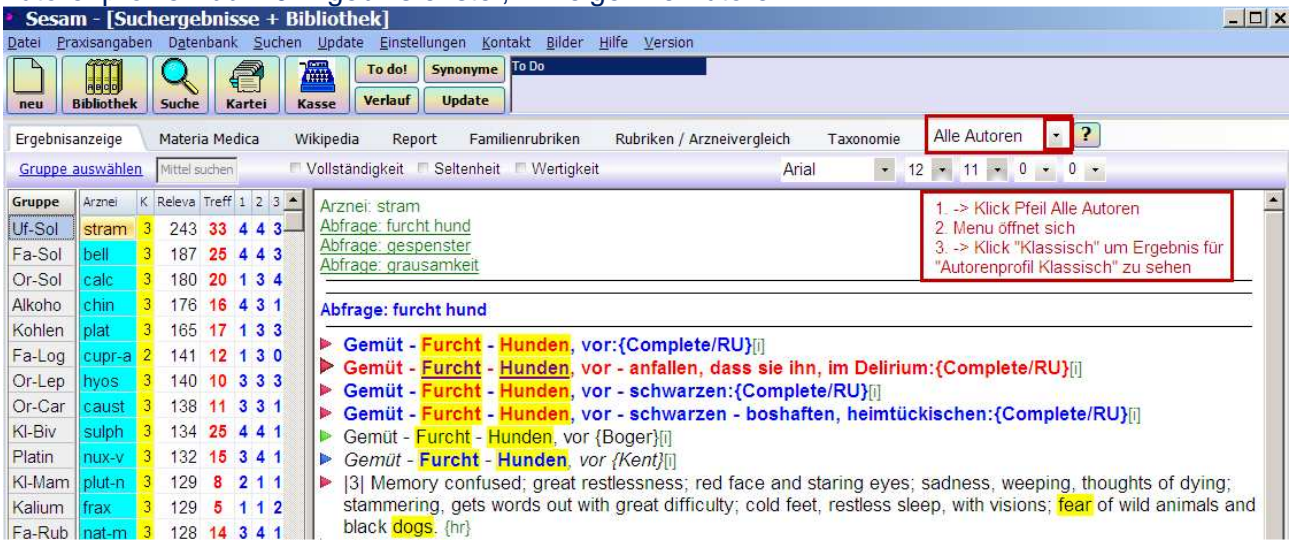 Sesam - [Suchergebnisse + Bibliothek]
Datei Praxisangaben Datenbank Suchen Update Einstellungen Kontakt Bilder Hilfe Version
neu Bibliothek Suche Kartei Kasse To do! Synonyme To Do
Verlauf Update
Ergebnisanzeige Materia Medica Wikipedia Report Familienrubriken Rubriken / Arzneivergleich Taxonomie Alle Autoren ?
Gruppe auswählen Mittel suchen Vollständigkeit Seltenheit Wertigkeit Arial 12 11 0 0
Gruppe Arznei K Releva Treff 1 2 3
Uf-Sol stram 3 243 33 4 4 3
Fa-Sol bell 3 187 25 4 4 3
Or-Sol calc 3 180 20 1 3 4
Alkoho chin 3 176 16 4 3 1
Kohlen plat 3 165 17 1 3 3
Fa-Log cupr-a 2 141 12 1 3 0
Or-Lep hyos 3 140 10 3 3 3
Or-Car caust 3 138 11 3 3 1
Kl-Biv sulph 3 134 25 4 4 1
Platin nux-v 3 132 15 3 4 1
Kl-Mam plut-n 3 129 8 2 1 1
Kalium frax 3 129 5 1 1 2
Fa-Rub nat-m 3 128 14 3 4 1
Arznei: stram
Abfrage: furcht hund
Abfrage: gespenster
Abfrage: grausamkeit
1. -> Klick Pfeil Alle Autoren
2. Menu öffnet sich
3. -> Klick "Klassisch" um Ergebnis für
"Autorenprofil Klassisch" zu sehen
Abfrage: furcht hund
Gemüt - Furcht - Hunden, vor:{Complete/RU}[i]
Gemüt - Furcht - Hunden, vor - anfallen, dass sie ihn, im Delirium:{Complete/RU}[i]
Gemüt - Furcht - Hunden, vor - schwarzen:{Complete/RU}[i]
Gemüt - Furcht - Hunden, vor - schwarzen - boshaften, heimtückischen:{Complete/RU}[i]
Gemüt - Furcht - Hunden, vor {Boger}[i]
Gemüt - Furcht - Hunden, vor {Kent}[i]
|3| Memory confused; great restlessness; red face and staring eyes; sadness, weeping, thoughts of dying;
stammering, gets words out with great difficulty; cold feet, restless sleep, with visions; fear of wild animals and
black dogs. {hr}